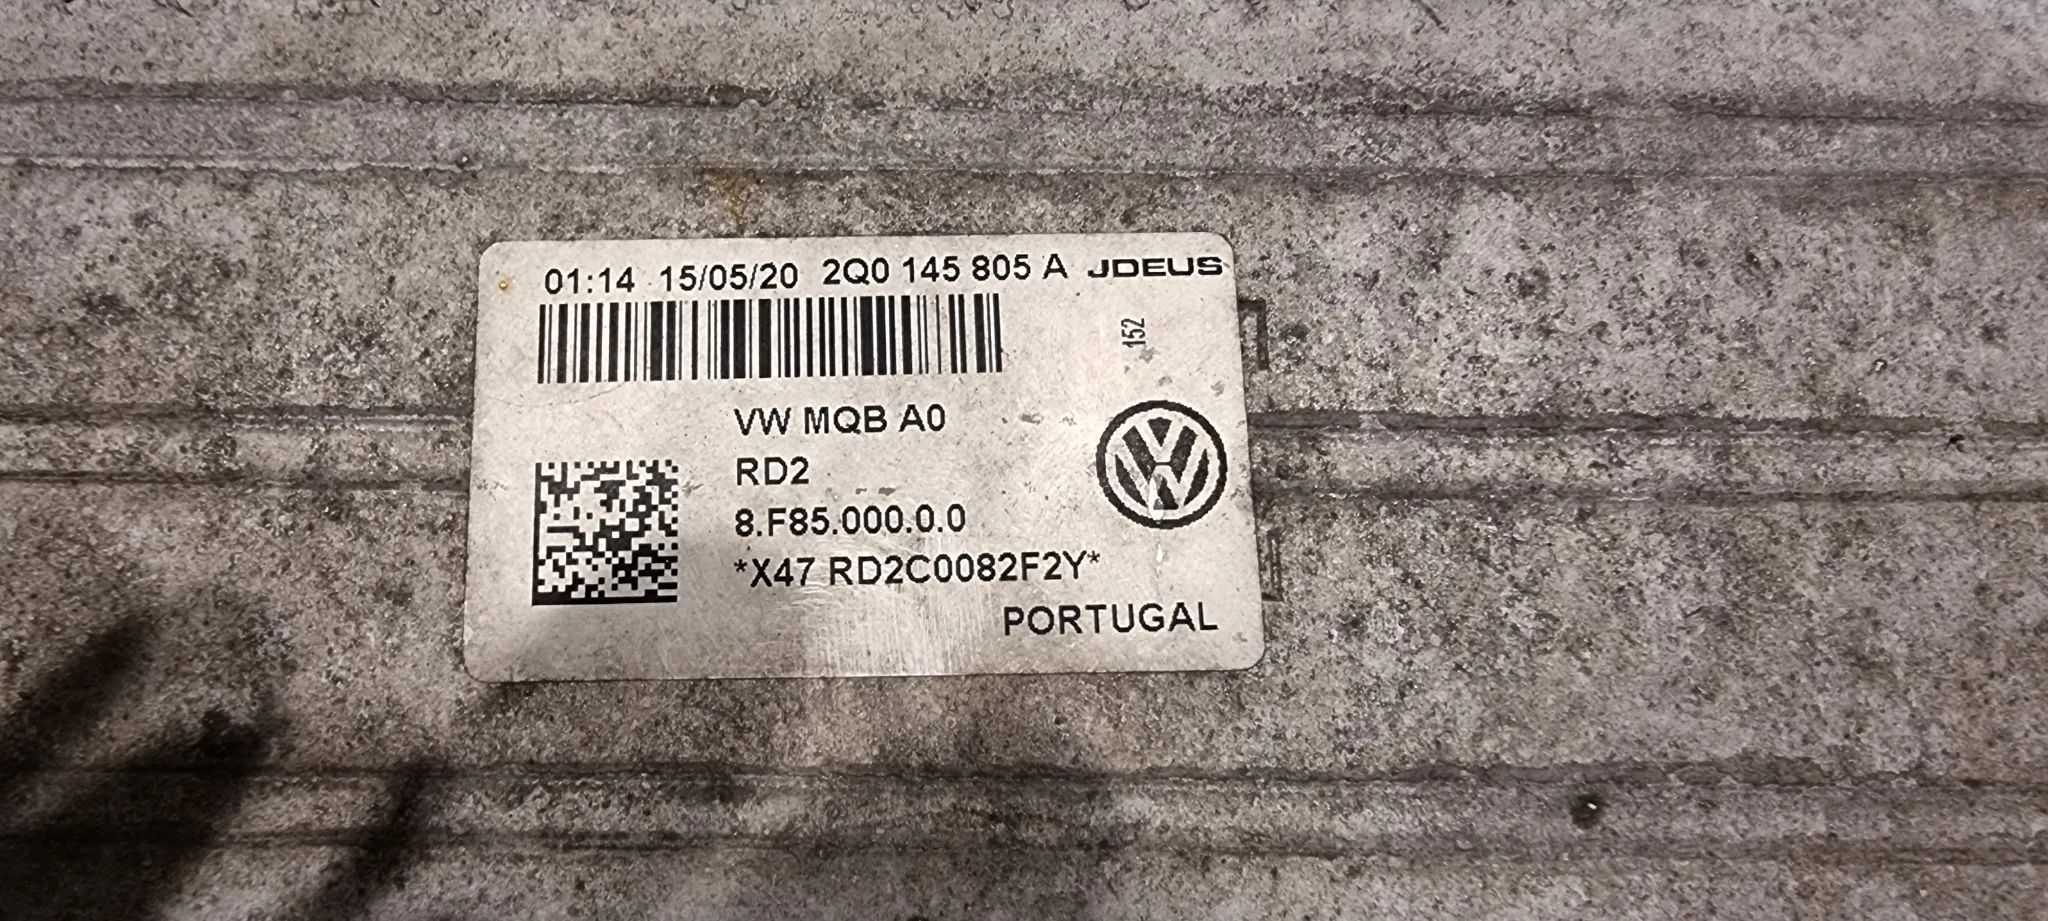 01:14 15/05/20 2Q0 145 805 A JDEUS
152
VW MQB A0
RD2
8.F85.000.0.0
*X47 RD2C0082F2Y*
PORTUGAL